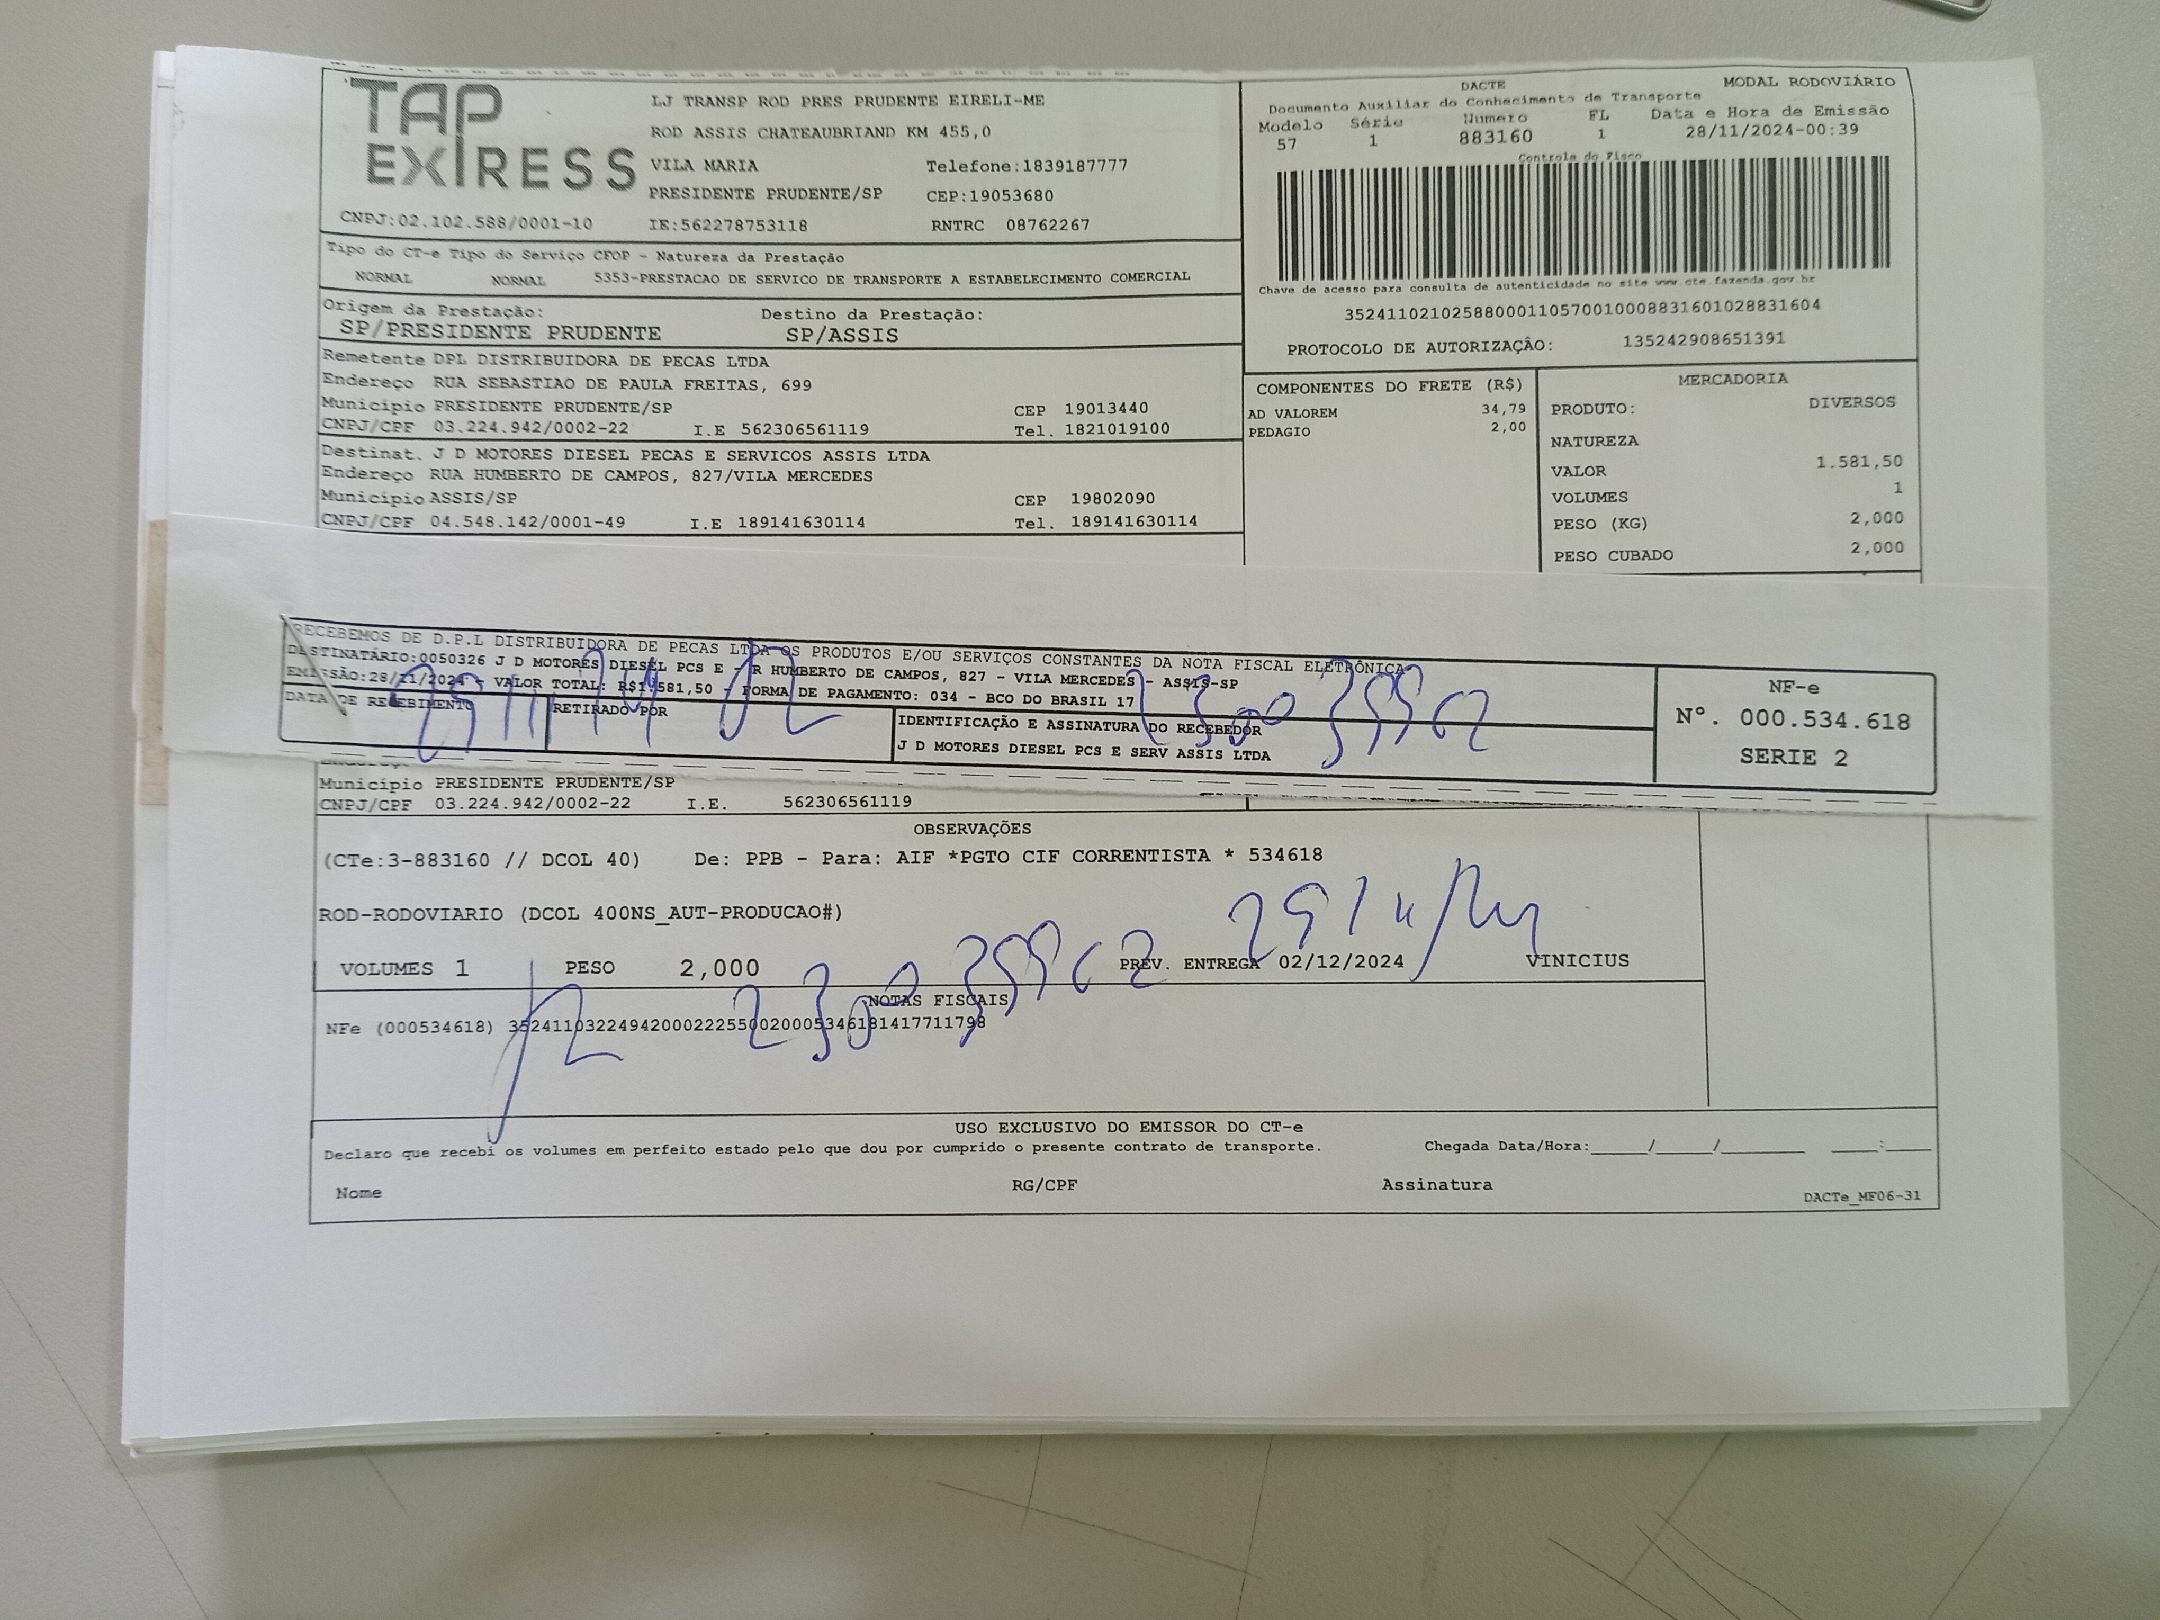 TAP EXPRESS
LJ TRANSP ROD PRES PRUDENTE EIRELI-ME
ROD ASSIS CHATEAUBRIAND KM 455,0
VILA MARIA Telefone:1839187777
PRESIDENTE PRUDENTE/SP CEP:19053680
CNPJ:02.102.588/0001-10 IE:562278753118 RNTRC 08762267
DACTE MODAL RODOVIÁRIO
Documento Auxiliar do Conhecimento de Transporte
Modelo Série Numero FL Data e Hora de Emissão
57 1 883160 1 28/11/2024-00:39
Controle do Fisco
Chave de acesso para consulta de autenticidade no site www.cte.fazenda.gov.br
35241102102588000110570010008831601028831604
PROTOCOLO DE AUTORIZAÇÃO: 135242908651391
Tipo do CT-e Tipo do Serviço CFOP - Natureza da Prestação
NORMAL NORMAL 5353-PRESTACAO DE SERVICO DE TRANSPORTE A ESTABELECIMENTO COMERCIAL
Origem da Prestação: Destino da Prestação:
SP/PRESIDENTE PRUDENTE SP/ASSIS
Remetente DPL DISTRIBUIDORA DE PECAS LTDA
Endereço RUA SEBASTIAO DE PAULA FREITAS, 699
Município PRESIDENTE PRUDENTE/SP CEP 19013440
CNPJ/CPF 03.224.942/0002-22 I.E 562306561119 Tel. 1821019100
Destinat. J D MOTORES DIESEL PECAS E SERVICOS ASSIS LTDA
Endereço RUA HUMBERTO DE CAMPOS, 827/VILA MERCEDES
Município ASSIS/SP CEP 19802090
CNPJ/CPF 04.548.142/0001-49 I.E 189141630114 Tel. 189141630114
COMPONENTES DO FRETE (R$)
AD VALOREM 34,79
PEDAGIO 2,00
MERCADORIA
PRODUTO: DIVERSOS
NATUREZA
VALOR 1.581,50
VOLUMES 1
PESO (KG) 2,000
PESO CUBADO 2,000
RECEBEMOS DE D.P.L DISTRIBUIDORA DE PECAS LTDA OS PRODUTOS E/OU SERVIÇOS CONSTANTES DA NOTA FISCAL ELETRÔNICA
DESTINATÁRIO:0050326 J D MOTORES DIESEL PCS E - R HUMBERTO DE CAMPOS, 827 - VILA MERCEDES - ASSIS-SP
EMISSÃO:28/11/2024 - VALOR TOTAL: R$1.581,50 - FORMA DE PAGAMENTO: 034 - BCO DO BRASIL 17
DATA DE RECEBIMENTO RETIRADO POR IDENTIFICAÇÃO E ASSINATURA DO RECEBEDOR
J D MOTORES DIESEL PCS E SERV ASSIS LTDA
NF-e
Nº. 000.534.618
SERIE 2
Município PRESIDENTE PRUDENTE/SP
CNPJ/CPF 03.224.942/0002-22 I.E. 562306561119
OBSERVAÇÕES
(CTe:3-883160 // DCOL 40) De: PPB - Para: AIF *PGTO CIF CORRENTISTA * 534618
ROD-RODOVIARIO (DCOL 400NS_AUT-PRODUCAO#)
VOLUMES 1 PESO 2,000 PREV. ENTREGA 02/12/2024 VINICIUS
NOTAS FISCAIS
NFe (000534618) 35241103224942000222550020005346181417711798
USO EXCLUSIVO DO EMISSOR DO CT-e
Declaro que recebi os volumes em perfeito estado pelo que dou por cumprido o presente contrato de transporte. Chegada Data/Hora:_____/_____/_______ ____:____
Nome RG/CPF Assinatura DACTe_MF06-31